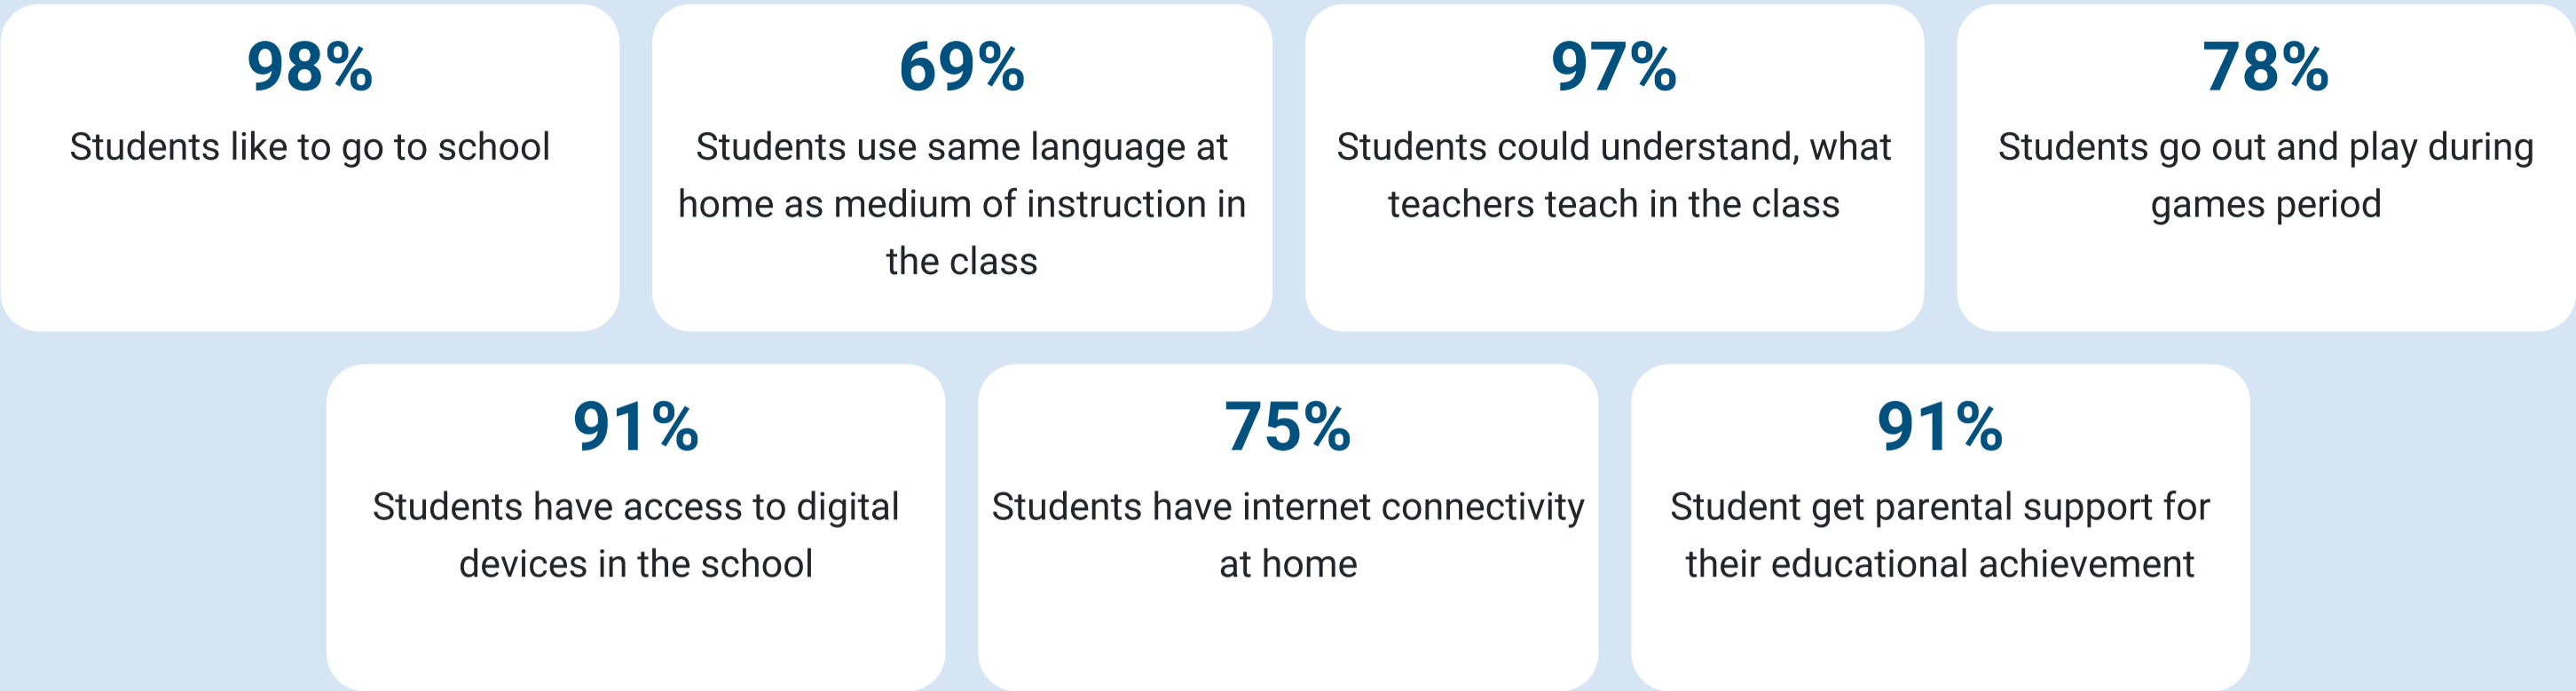 98%
Students like to go to school
69%
Students use same language at
home as medium of instruction in
the class
97%
Students could understand, what
teachers teach in the class
78%
Students go out and play during
games period
91%
Students have access to digital
devices in the school
75%
Students have internet connectivity
at home
91%
Student get parental support for
their educational achievement